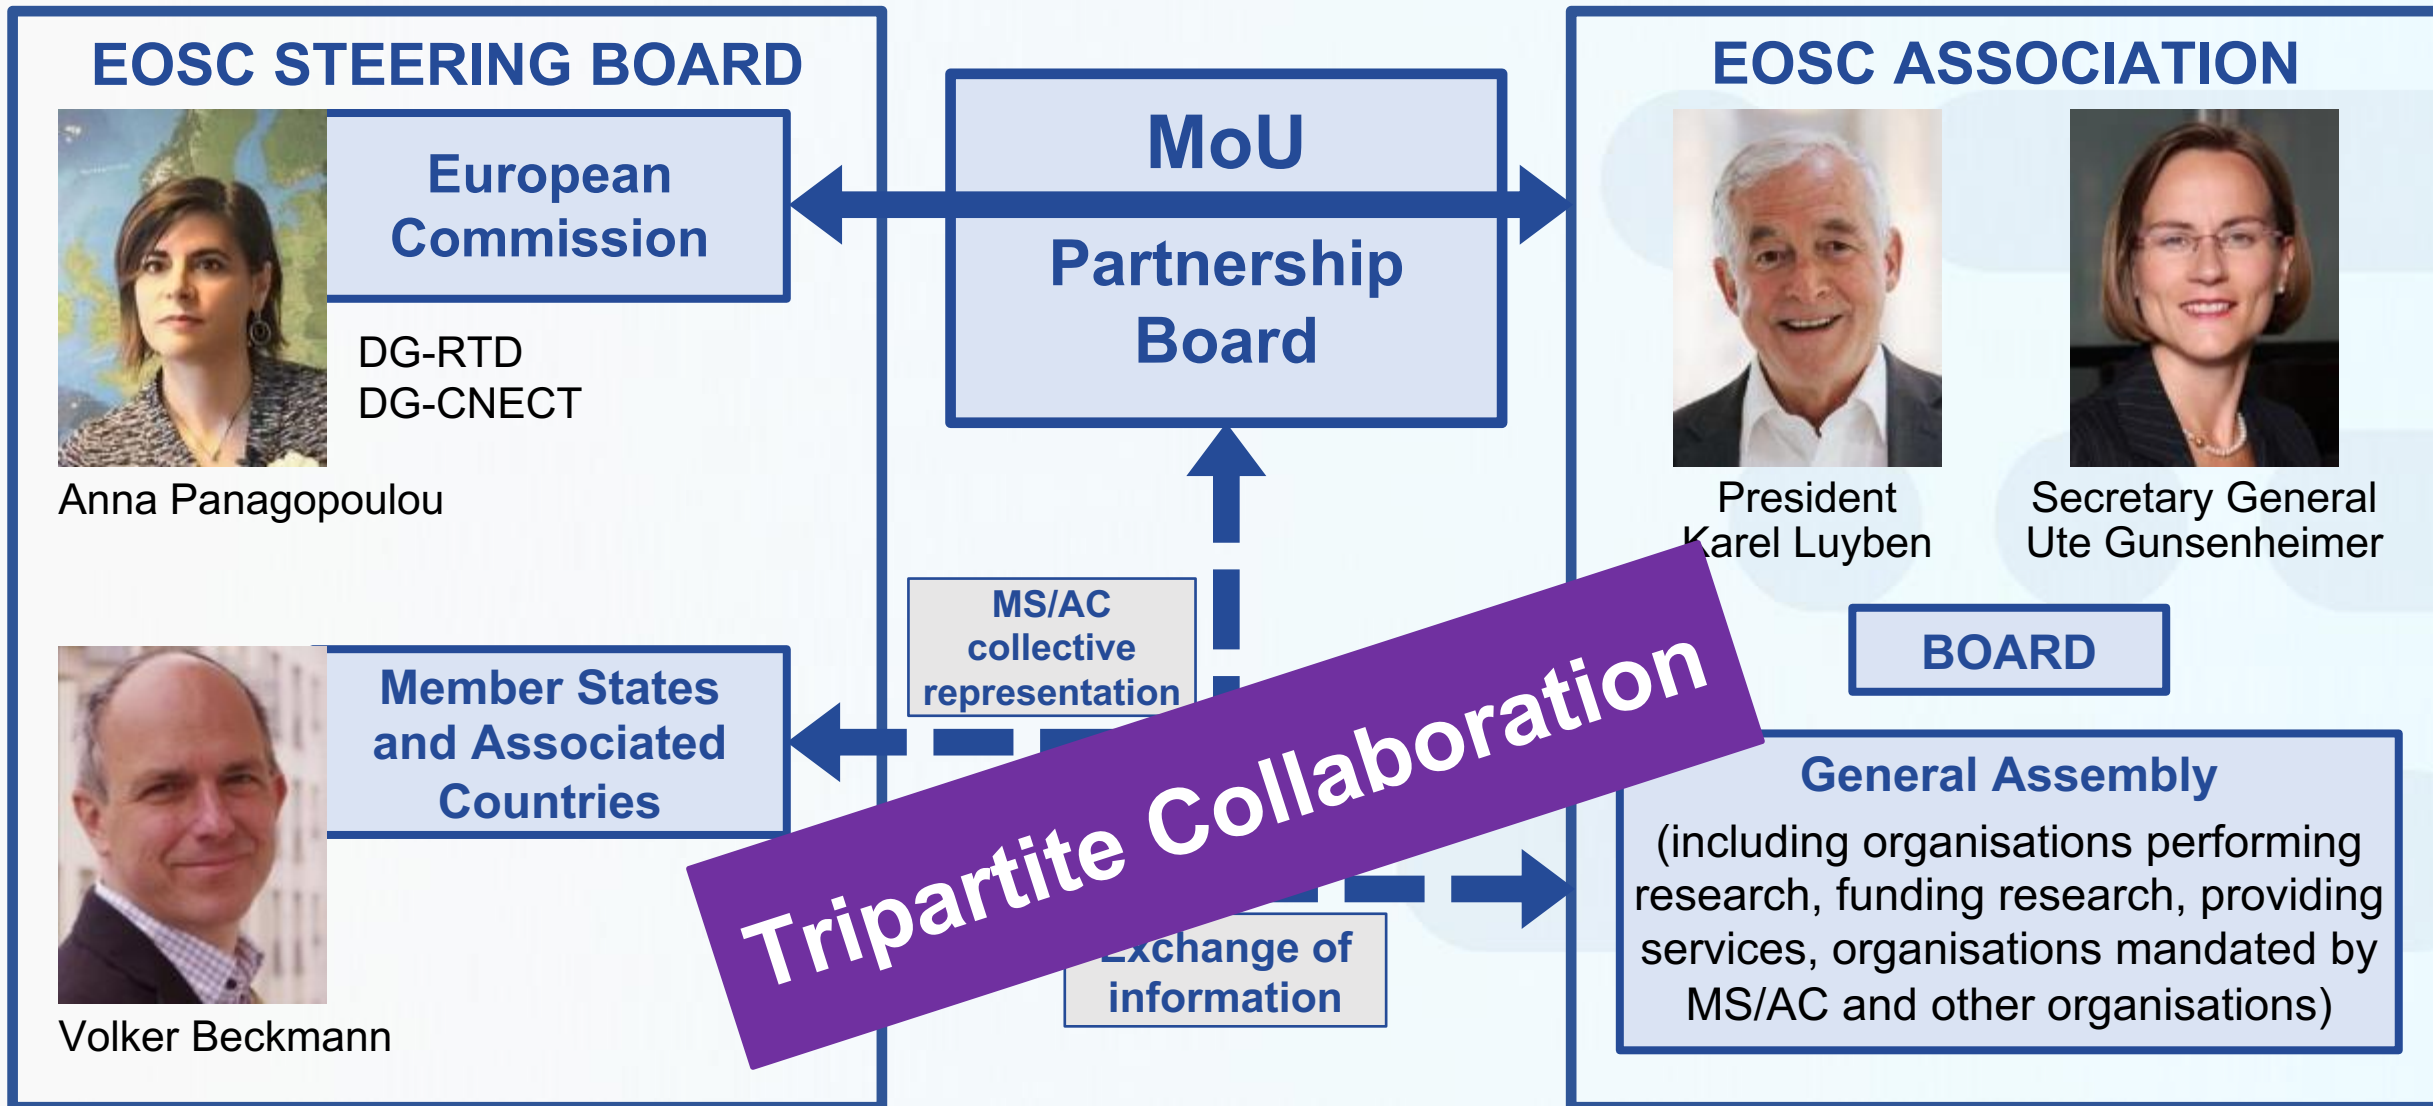 EOSC STEERING BOARD
European
Commission
DG-RTD
DG-CNECT
Anna Panagopoulou
Member States
and Associated
Countries
Volker Beckmann
MoU
Partnership
Board
MS/AC
collective
representation
Tripartite Collaboration
Exchange of
information
EOSC ASSOCIATION
President
Karel Luyben
Secretary General
Ute Gunsenheimer
BOARD
General Assembly
(including organisations performing
research, funding research, providing
services, organisations mandated by
MS/AC and other organisations)